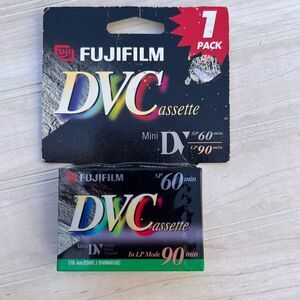 FUJI FUJIFILM
1
PACK
DVCassette
Mini DV SP 60 min
LP 90 min
FUJIFILM
SP 60 min
DVCassette
Mini DV
In LP Mode 90 min